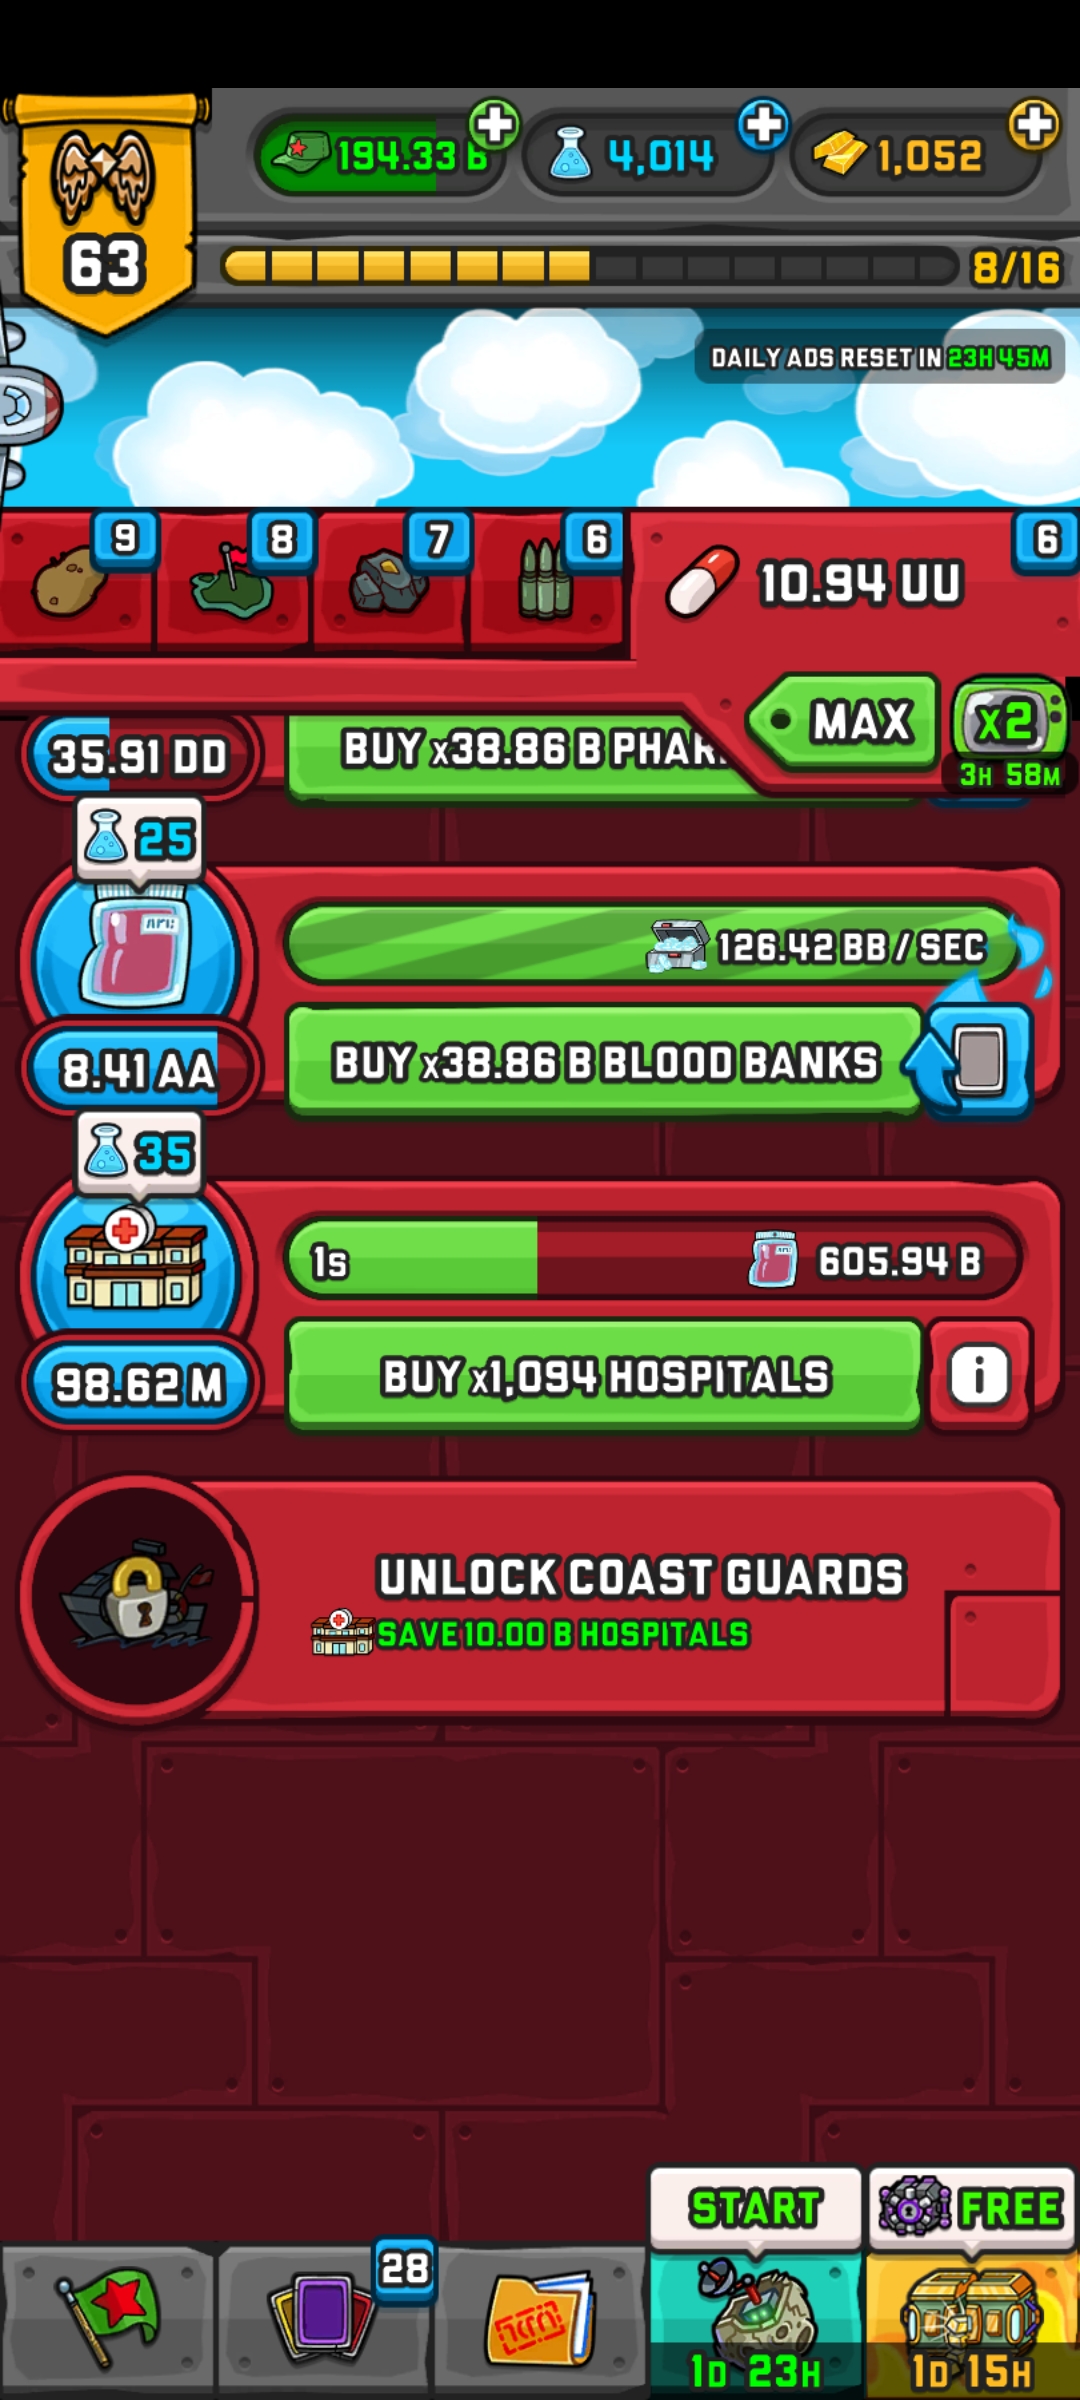 194.33 B
4,014
1,052
63
8/16
DAILY ADS RESET IN 23H 45M
9
8
7
6
10.94 UU
6
MAX
x2
3H 58M
35.91 DD
BUY x38.86 B PHAR
25
126.42 BB / SEC
8.41 AA
BUY x38.86 B BLOOD BANKS
35
1s
605.94 B
98.62 M
BUY x1,094 HOSPITALS
i
UNLOCK COAST GUARDS
SAVE 10.00 B HOSPITALS
START
FREE
28
1D 23H
1D 15H